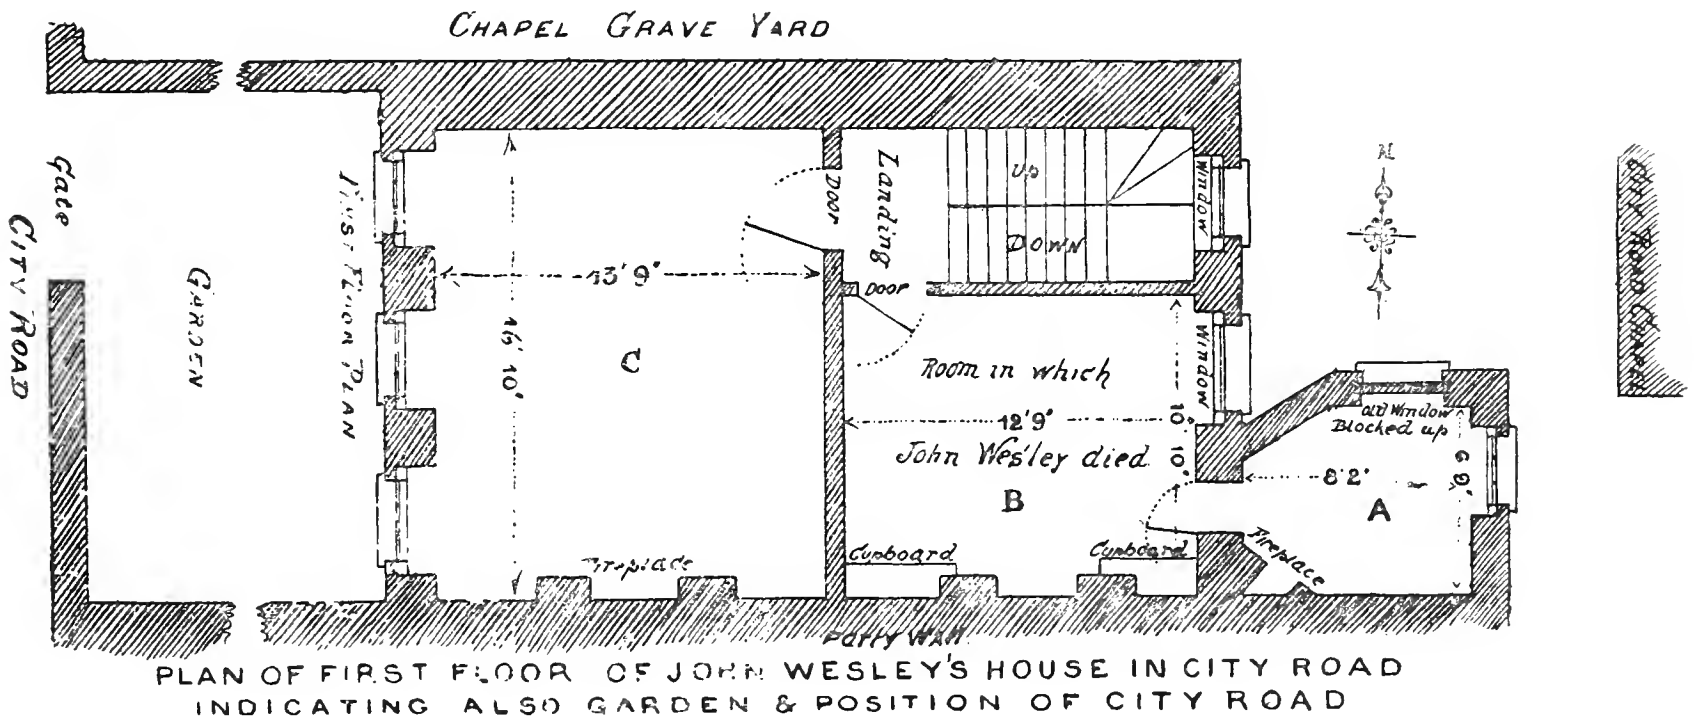 CHAPEL GRAVE YARD
Gate
CITY ROAD
GARDEN
FIRST FLOOR PLAN
13' 9"
16' 10"
C
Fireplace
DOOR
Landing
UP
DOWN
WINDOW
DOOR
Room in which
12' 9"
John Wesley died
B
10' 10"
Window
Cupboard
Cupboard
Old Window
Blocked up
8' 2"
A
Fireplace
N
CITY ROAD CHAPEL
Party Wall
PLAN OF FIRST FLOOR OF JOHN WESLEY'S HOUSE IN CITY ROAD
INDICATING ALSO GARDEN & POSITION OF CITY ROAD